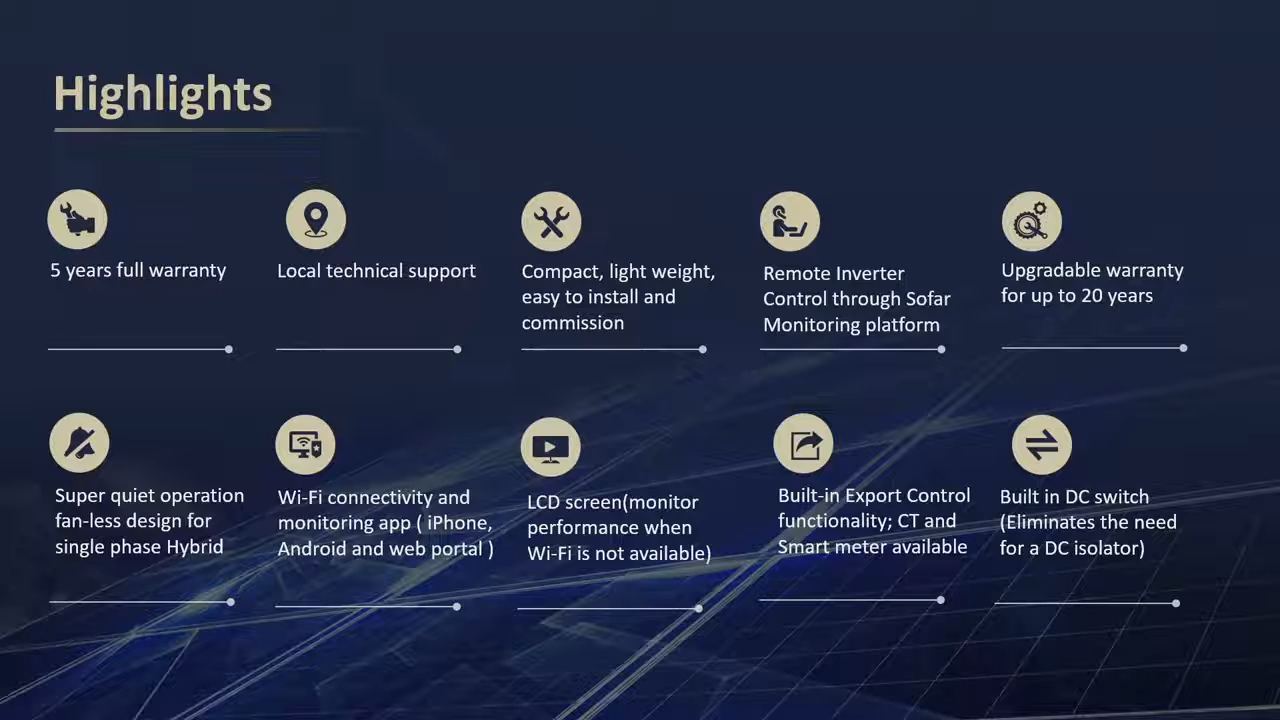 Highlights
5 years full warranty
Local technical support
Compact, light weight,
easy to install and
commission
Remote Inverter
Control through Sofar
Monitoring platform
Upgradable warranty
for up to 20 years
Super quiet operation
fan-less design for
single phase Hybrid
Wi-Fi connectivity and
monitoring app ( iPhone,
Android and web portal )
LCD screen(monitor
performance when
Wi-Fi is not available)
Built-in Export Control
functionality; CT and
Smart meter available
Built in DC switch
(Eliminates the need
for a DC isolator)